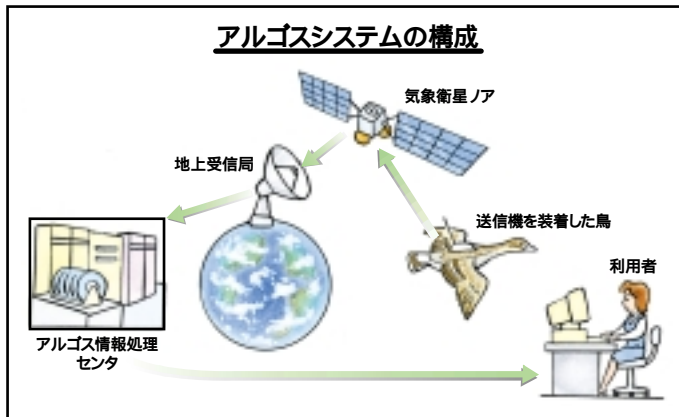 アルゴスシステムの構成
気象衛星ノア
地上受信局
送信機を装着した鳥
利用者
アルゴス情報処理
センタ